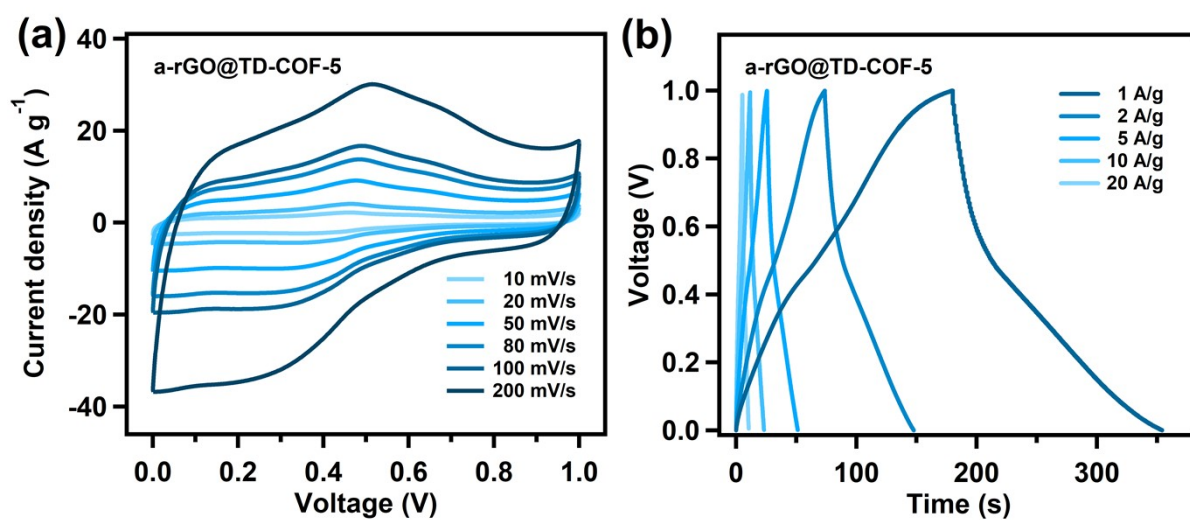 (a)
a-rGO@TD-COF-5
Current density (A g⁻¹)
40
20
0
-20
-40
10 mV/s
20 mV/s
50 mV/s
80 mV/s
100 mV/s
200 mV/s
0.0 0.2 0.4 0.6 0.8 1.0
Voltage (V)
(b)
a-rGO@TD-COF-5
Voltage (V)
1.0
0.8
0.6
0.4
0.2
0.0
1 A/g
2 A/g
5 A/g
10 A/g
20 A/g
0 100 200 300
Time (s)